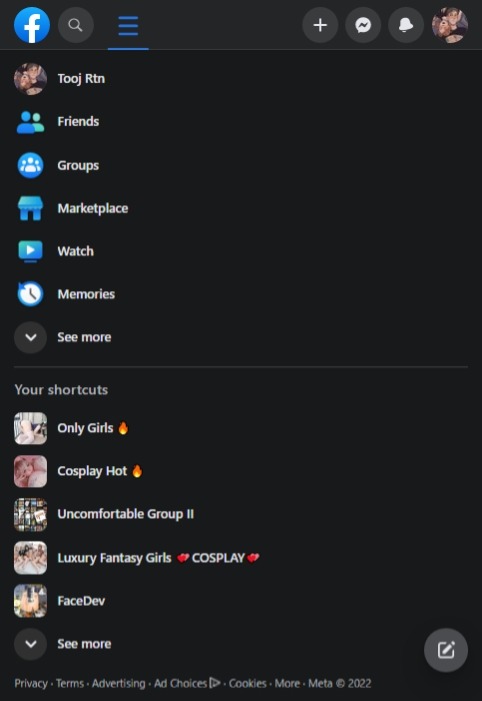 Tooj Rtn
Friends
Groups
Marketplace
Watch
Memories
See more
Your shortcuts
Only Girls 🔥
Cosplay Hot 🔥
Uncomfortable Group II
Luxury Fantasy Girls 💋COSPLAY💋
FaceDev
See more
Privacy · Terms · Advertising · Ad Choices · Cookies · More · Meta © 2022